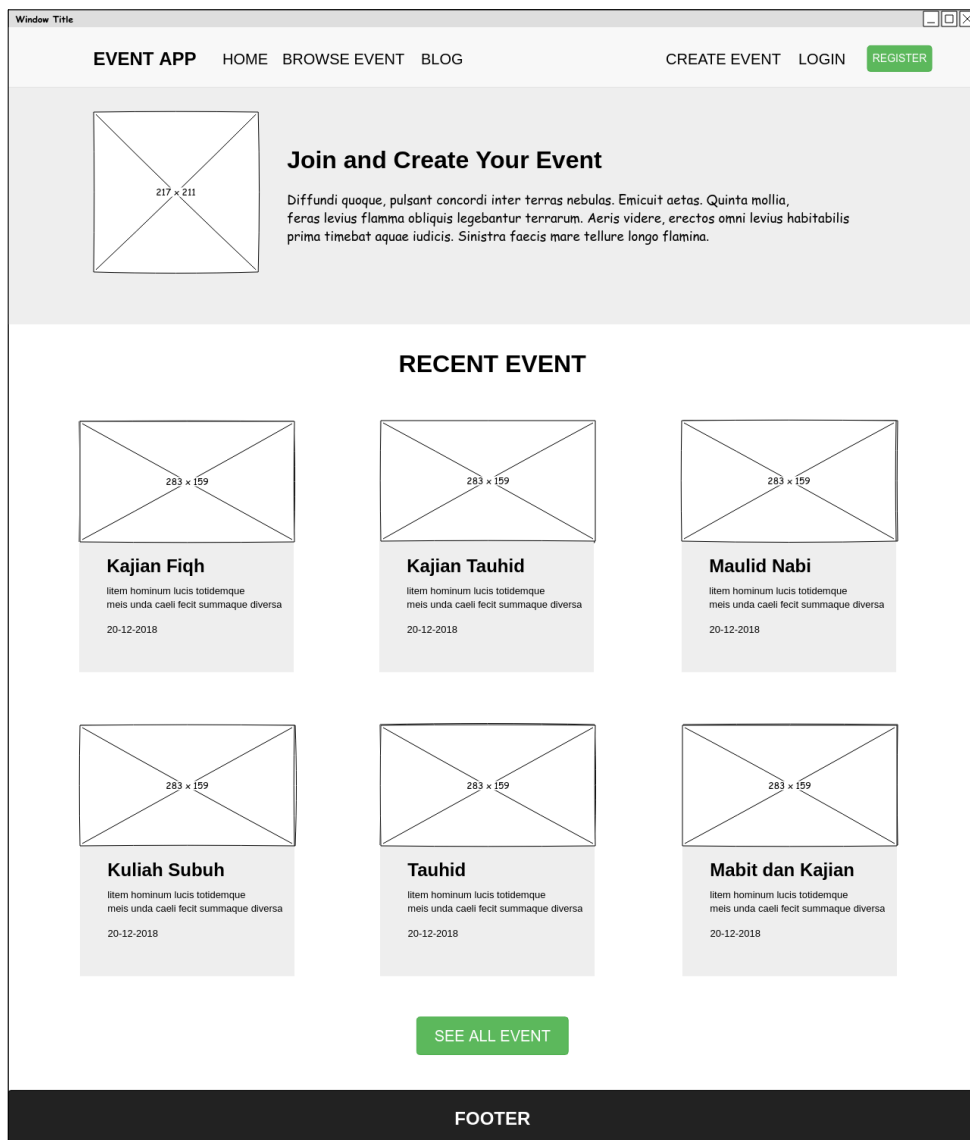 Window Title
EVENT APP HOME BROWSE EVENT BLOG CREATE EVENT LOGIN REGISTER
217 x 211
Join and Create Your Event
Diffundi quoque, pulsant concordi inter terras nebulas. Emicuit aetas. Quinta mollia,
feras levius flamma obliquis legebantur terrarum. Aeris videre, erectos omni levius habitabilis
prima timebat aquae iudicis. Sinistra faecis mare tellure longo flamina.
RECENT EVENT
283 x 159
Kajian Fiqh
litem hominum lucis totidemque
meis unda caeli fecit summaque diversa
20-12-2018
283 x 159
Kajian Tauhid
litem hominum lucis totidemque
meis unda caeli fecit summaque diversa
20-12-2018
283 x 159
Maulid Nabi
litem hominum lucis totidemque
meis unda caeli fecit summaque diversa
20-12-2018
283 x 159
Kuliah Subuh
litem hominum lucis totidemque
meis unda caeli fecit summaque diversa
20-12-2018
283 x 159
Tauhid
litem hominum lucis totidemque
meis unda caeli fecit summaque diversa
20-12-2018
283 x 159
Mabit dan Kajian
litem hominum lucis totidemque
meis unda caeli fecit summaque diversa
20-12-2018
SEE ALL EVENT
FOOTER